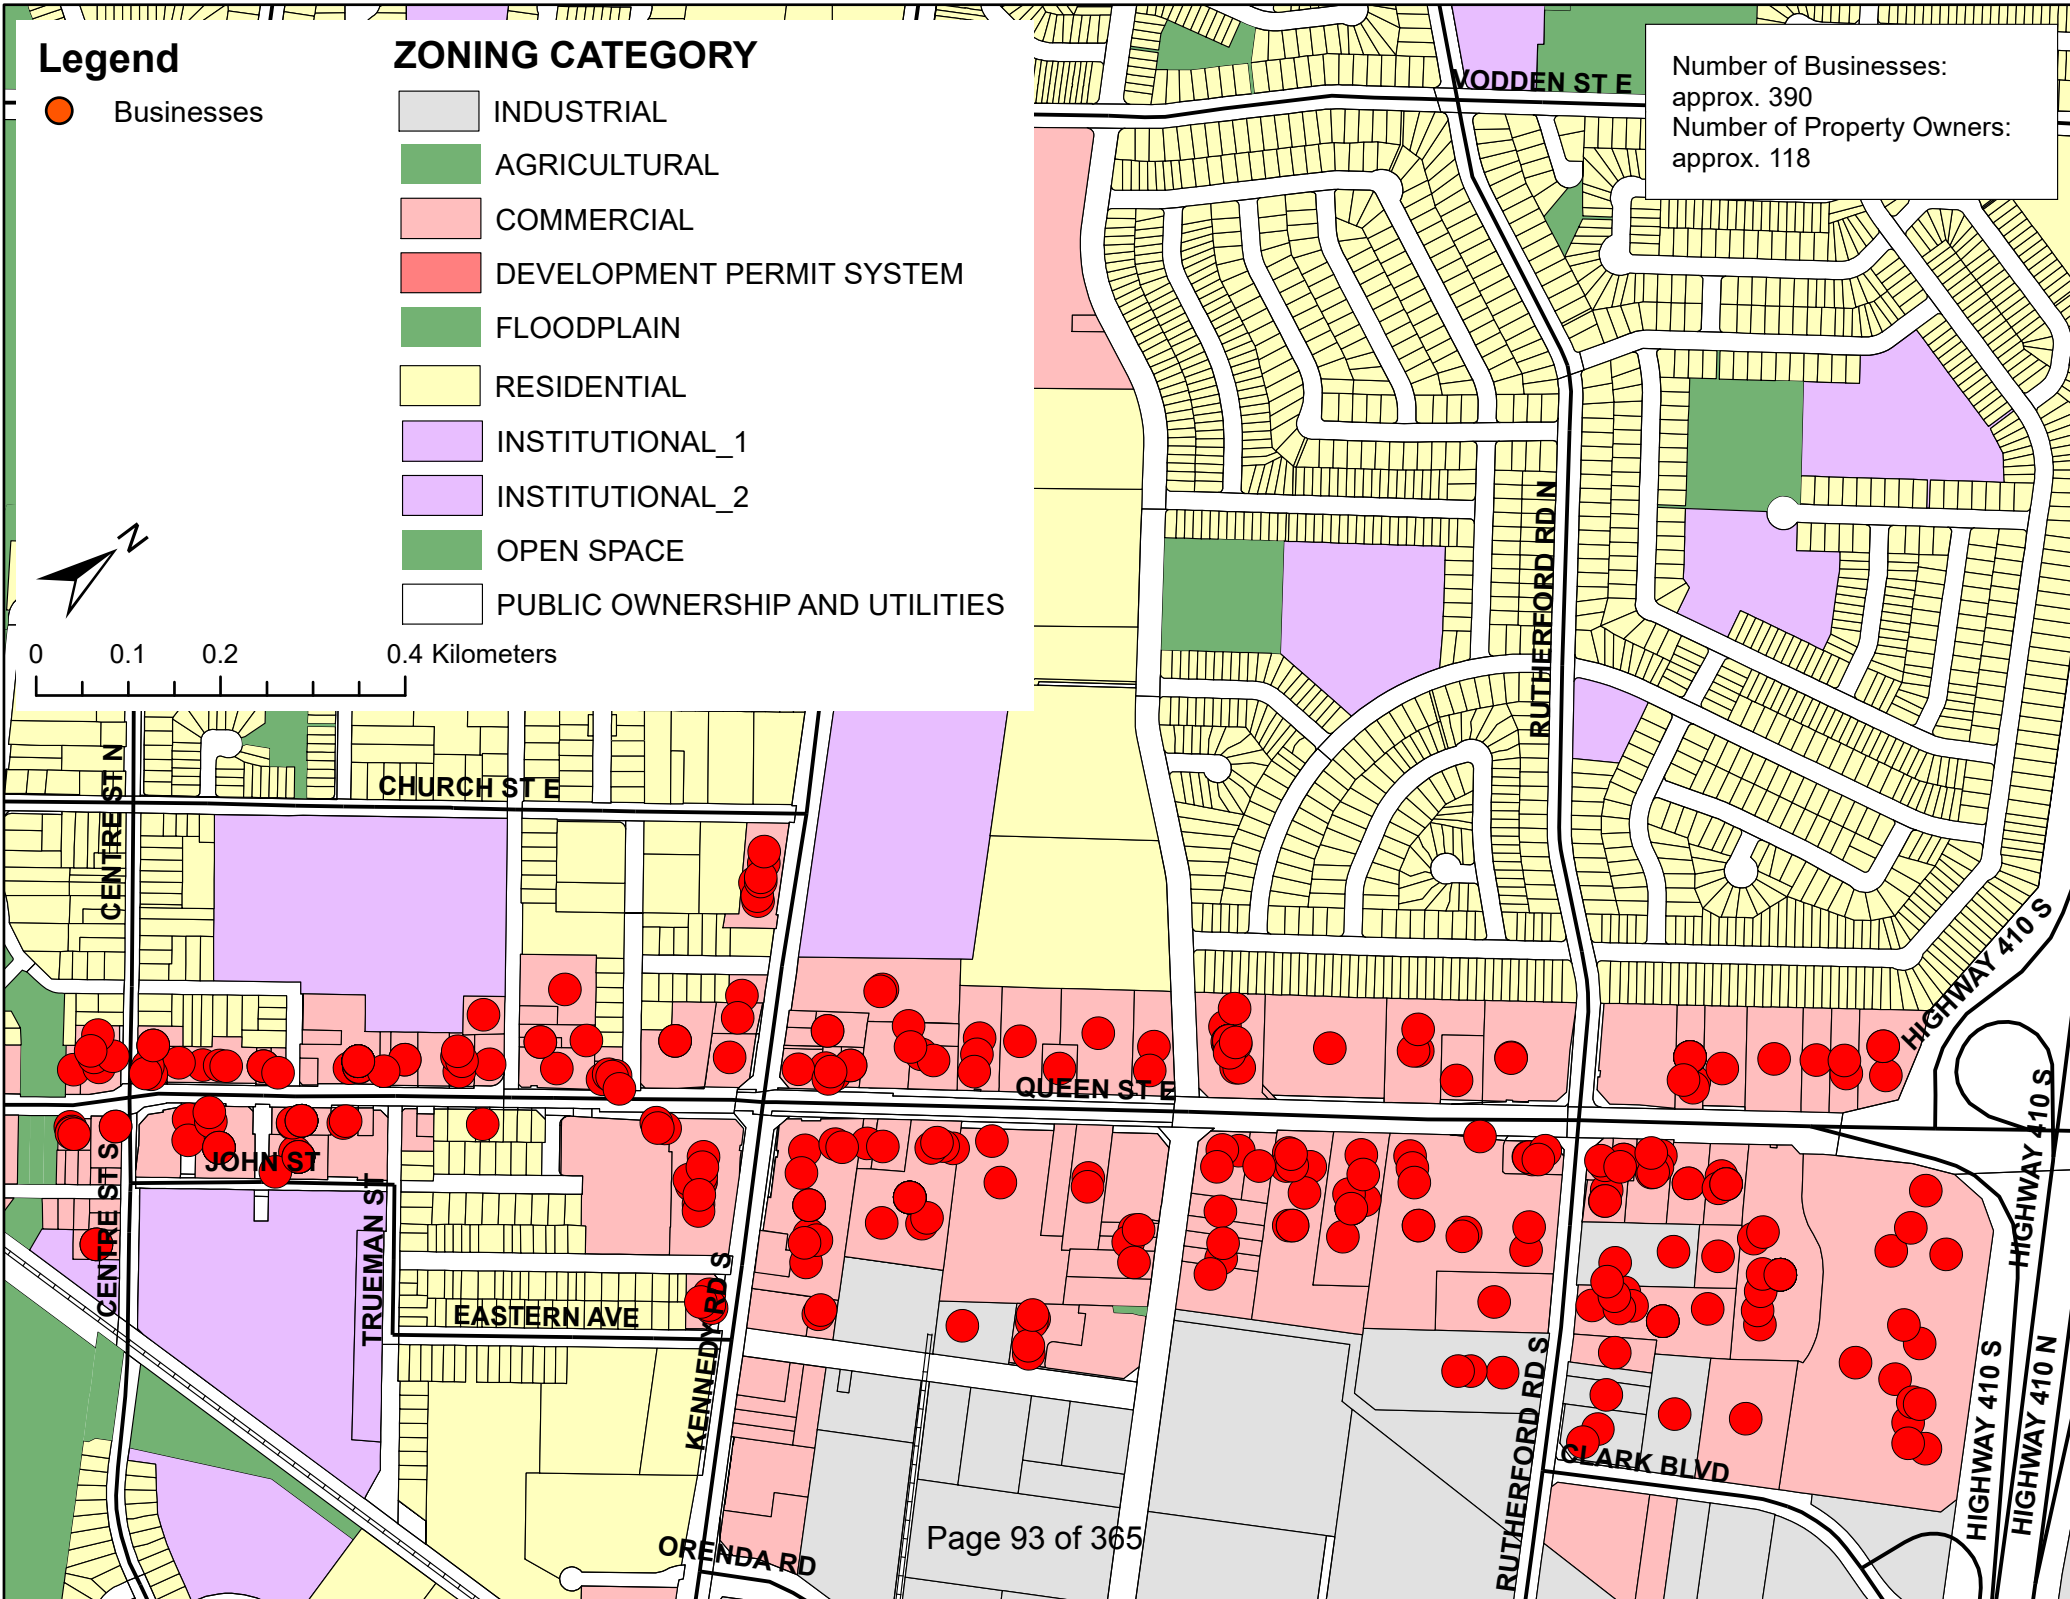 Legend
Businesses
ZONING CATEGORY
INDUSTRIAL
AGRICULTURAL
COMMERCIAL
DEVELOPMENT PERMIT SYSTEM
FLOODPLAIN
RESIDENTIAL
INSTITUTIONAL_1
INSTITUTIONAL_2
OPEN SPACE
PUBLIC OWNERSHIP AND UTILITIES
N
0 0.1 0.2 0.4 Kilometers
Number of Businesses:
approx. 390
Number of Property Owners:
approx. 118
VODDEN ST E
RUTHERFORD RD N
CENTRE ST N
CHURCH ST E
HIGHWAY 410 S
QUEEN ST E
JOHN ST
CENTRE ST S
TRUEMAN ST
EASTERN AVE
KENNEDY RD S
HIGHWAY 410 S
RUTHERFORD RD S
CLARK BLVD
HIGHWAY 410 S
HIGHWAY 410 N
ORENDA RD
Page 93 of 365